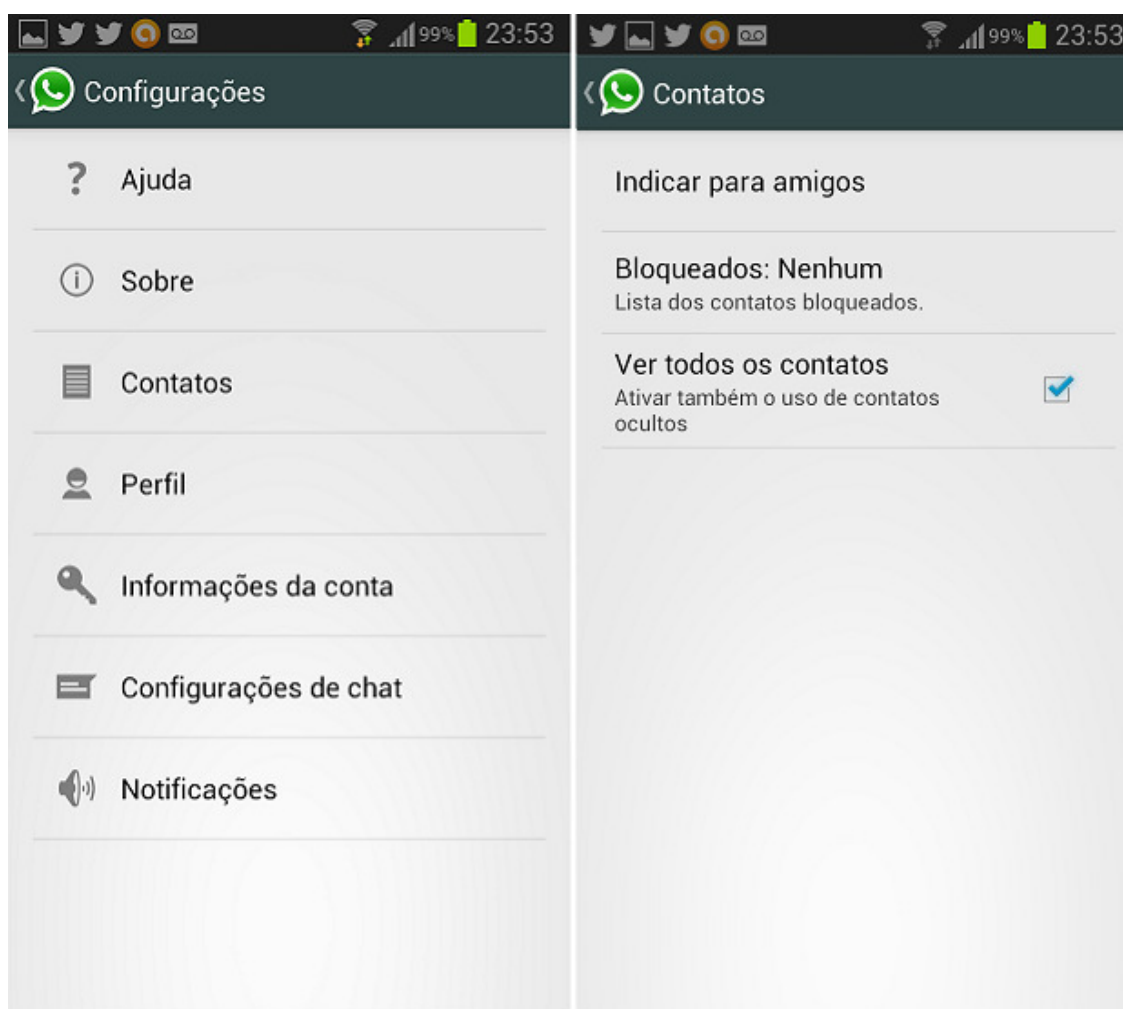 99% 23:53
Configurações
Ajuda
Sobre
Contatos
Perfil
Informações da conta
Configurações de chat
Notificações
99% 23:53
Contatos
Indicar para amigos
Bloqueados: Nenhum
Lista dos contatos bloqueados.
Ver todos os contatos
Ativar também o uso de contatos
ocultos